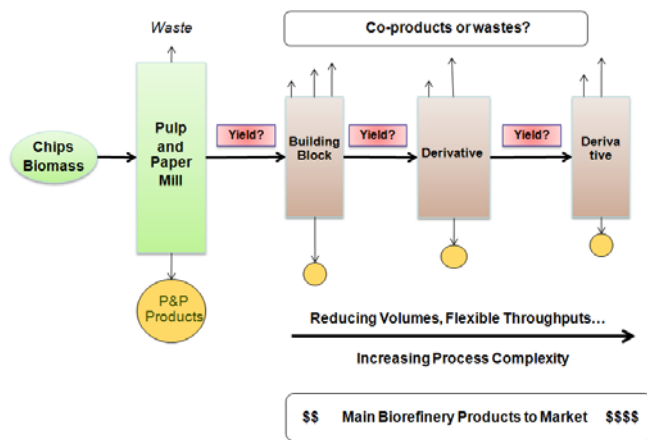 Waste
Co-products or wastes?
Chips
Biomass
Pulp
and
Paper
Mill
Yield?
Building
Block
Yield?
Derivative
Yield?
Deriva
tive
P&P
Products
Reducing Volumes, Flexible Throughputs...
Increasing Process Complexity
$$ Main Biorefinery Products to Market $$$$